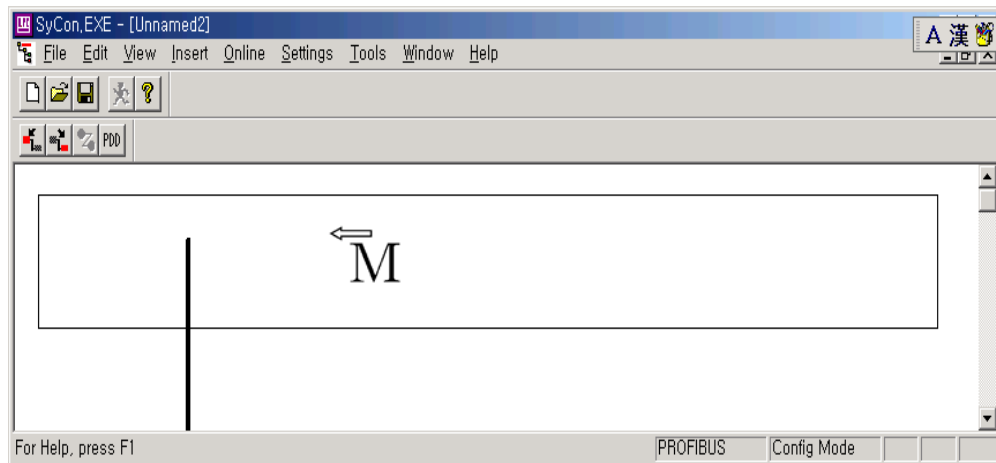 SyCon.EXE - [Unnamed2]
A 漢
File Edit View Insert Online Settings Tools Window Help
PDD
M
For Help, press F1 PROFIBUS Config Mode